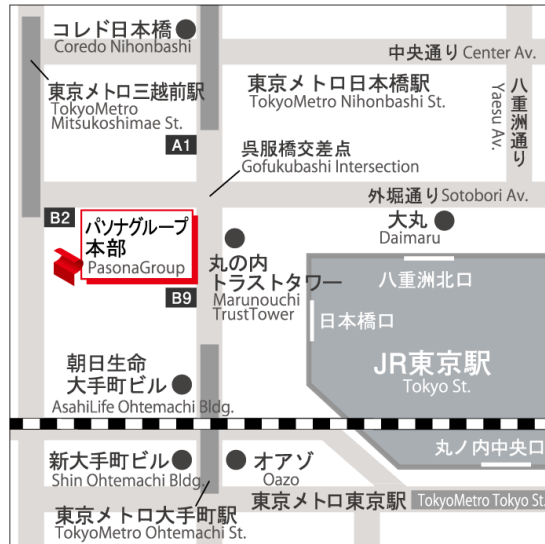 コレド日本橋
Coredo Nihonbashi
中央通り Center Av.
東京メトロ三越前駅
TokyoMetro
Mitsukoshimae St.
東京メトロ日本橋駅
TokyoMetro Nihonbashi St.
八重洲通り
Yaesu Av.
A1
呉服橋交差点
Gofukubashi Intersection
外堀通り Sotobori Av.
B2
パソナグループ
本部
PasonaGroup
大丸
Daimaru
丸の内
トラストタワー
Marunouchi
TrustTower
八重洲北口
B9
日本橋口
JR東京駅
Tokyo St.
朝日生命
大手町ビル
AsahiLife Ohtemachi Bldg.
丸ノ内中央口
新大手町ビル
Shin Ohtemachi Bldg.
オアゾ
Oazo
東京メトロ東京駅 TokyoMetro Tokyo St.
東京メトロ大手町駅
TokyoMetro Ohtemachi St.